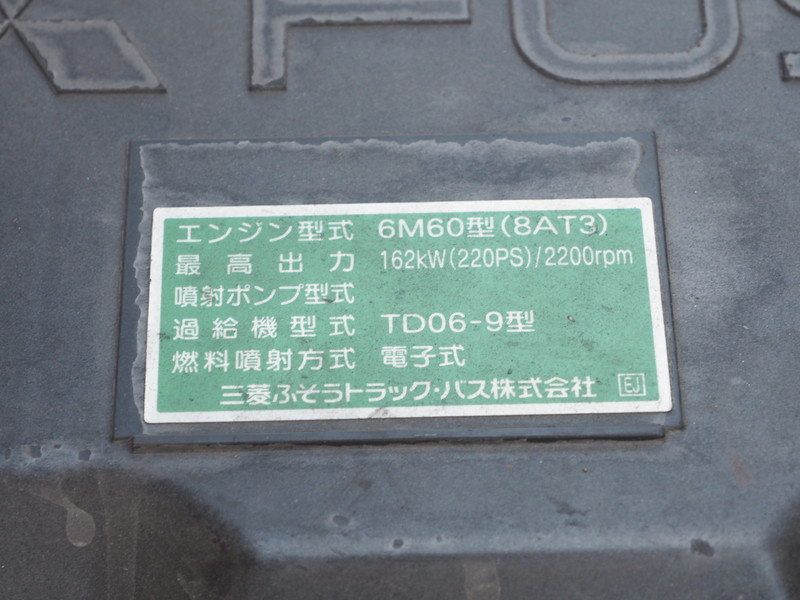 FUS
エンジン型式 6M60型(8AT3)
最高出力 162kW(220PS)/2200rpm
噴射ポンプ型式
過給機型式 TD06-9型
燃料噴射方式 電子式
三菱ふそうトラック・バス株式会社 EJ